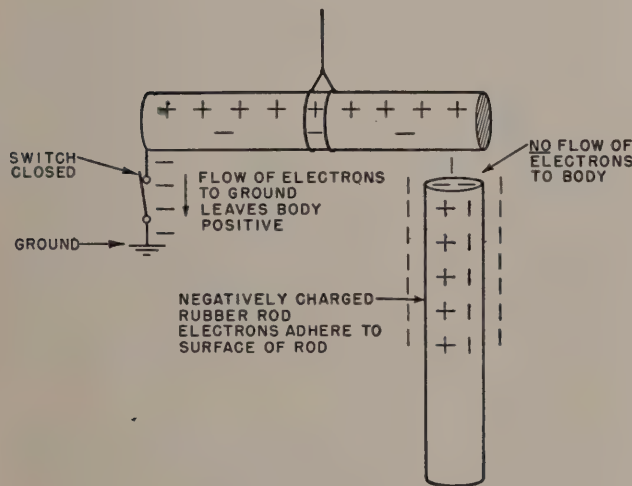 SWITCH
CLOSED
FLOW OF ELECTRONS
TO GROUND
LEAVES BODY
POSITIVE
GROUND
NO FLOW OF
ELECTRONS
TO BODY
NEGATIVELY CHARGED
RUBBER ROD
ELECTRONS ADHERE TO
SURFACE OF ROD